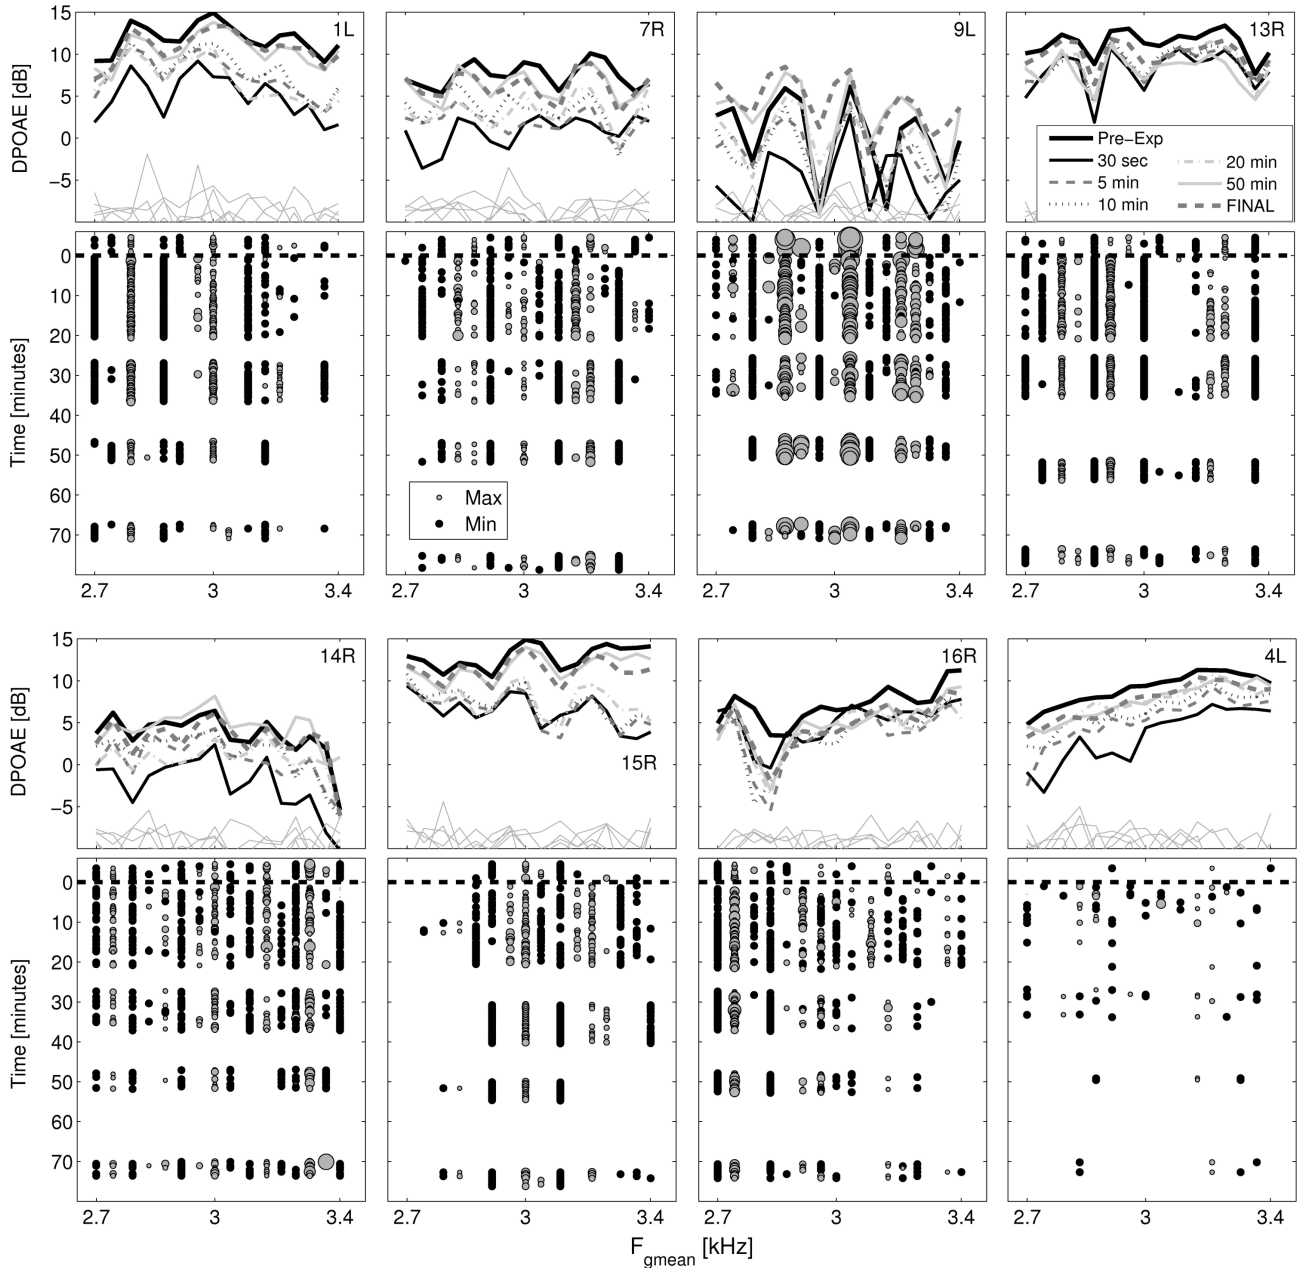 1L 7R 9L 13R
15
10
5
0
−5
DPOAE [dB]
Pre−Exp
30 sec 20 min
5 min 50 min
10 min FINAL
0
10
20
30
40
50
60
70
Time [minutes]
Max
Min
2.7 3 3.4 2.7 3 3.4 2.7 3 3.4 2.7 3 3.4
14R 15R 16R 4L
15
10
5
0
−5
DPOAE [dB]
0
10
20
30
40
50
60
70
Time [minutes]
2.7 3 3.4 2.7 3 3.4 2.7 3 3.4 2.7 3 3.4
F gmean [kHz]